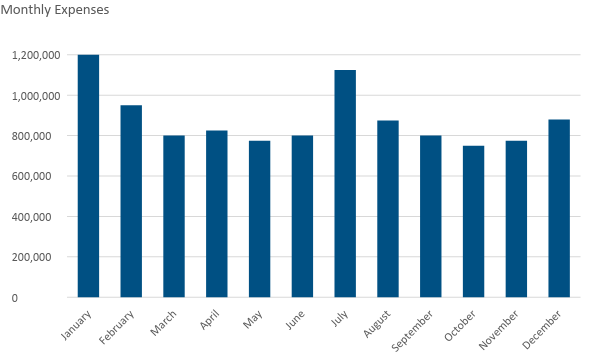 Monthly Expenses
1,200,000
1,000,000
800,000
600,000
400,000
200,000
0
January
February
March
April
May
June
July
August
September
October
November
December